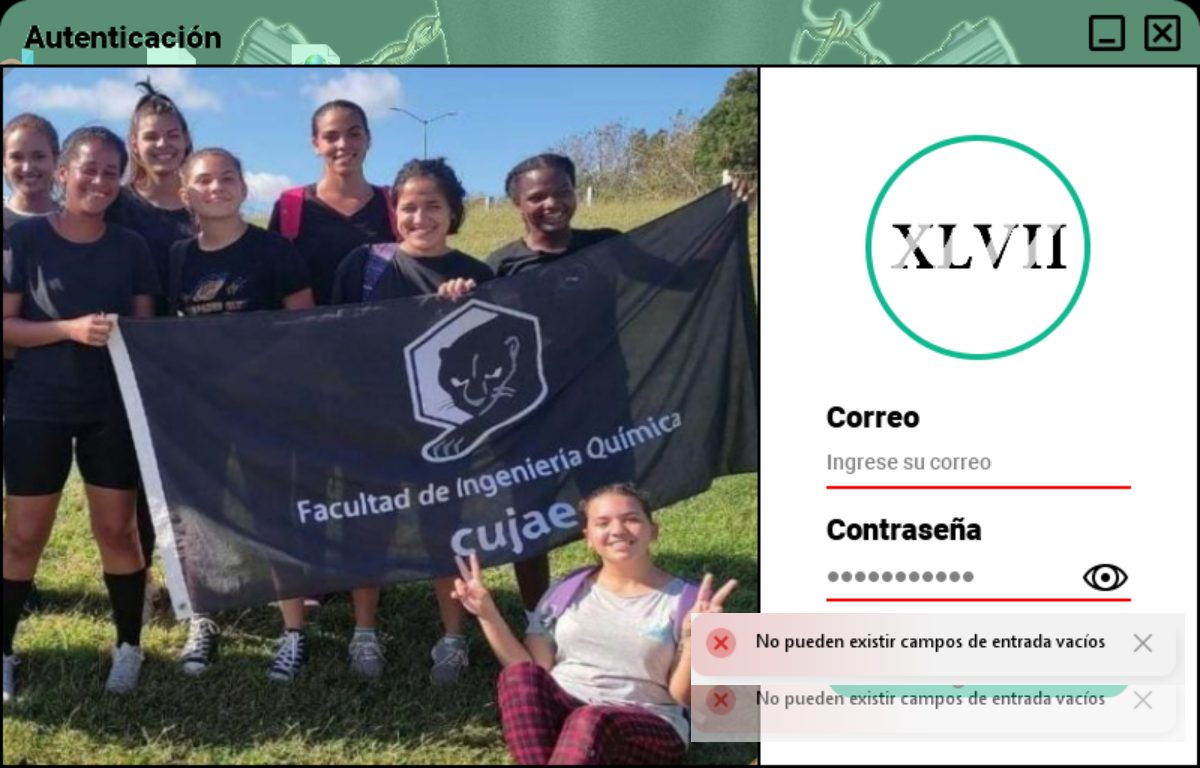 Autenticación
Facultad de Ingeniería Química
cujae
XLVII
Correo
Ingrese su correo
Contraseña
No pueden existir campos de entrada vacíos
No pueden existir campos de entrada vacíos